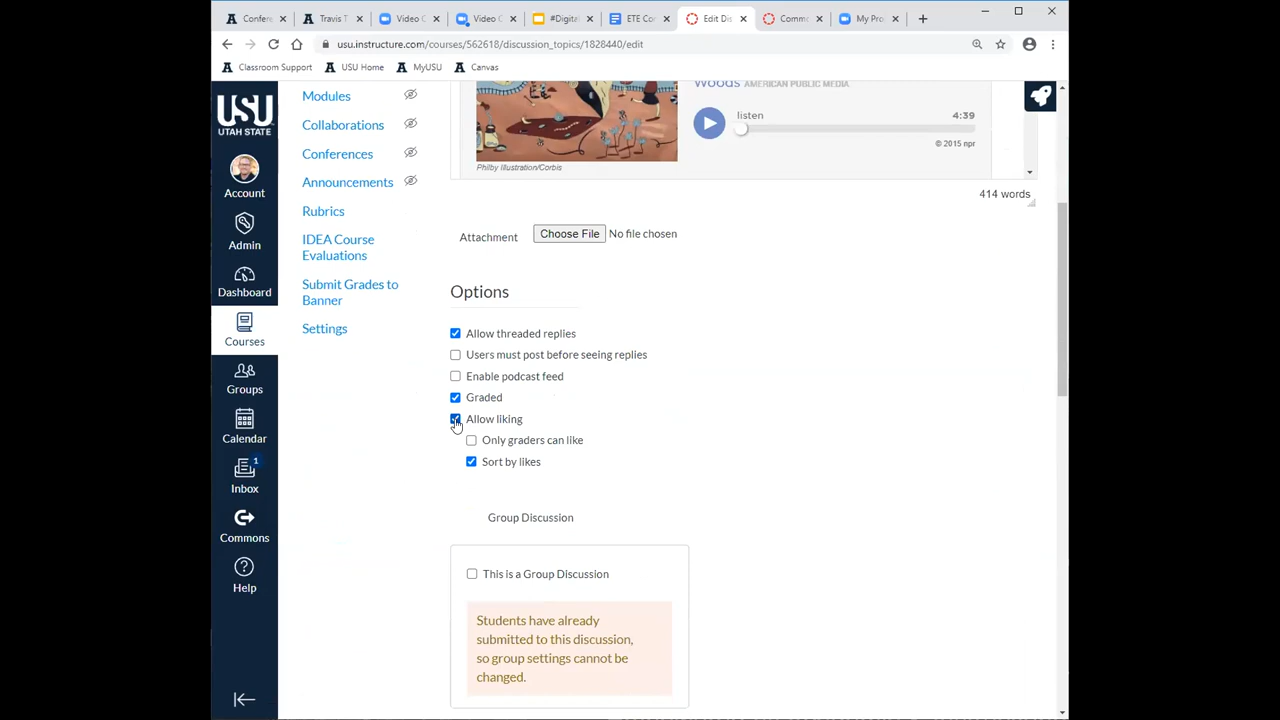 Confere
Travis T
Video C
Video C
#Digita
ETE Co
Edit Dis
Comm
My Pro
usu.instructure.com/courses/562618/discussion_topics/1828440/edit
Classroom Support
USU Home
MyUSU
Canvas
USU
UTAH STATE
Account
Admin
Dashboard
Courses
Groups
Calendar
1
Inbox
Commons
Help
Modules
Collaborations
Conferences
Announcements
Rubrics
IDEA Course
Evaluations
Submit Grades to
Banner
Settings
Woods AMERICAN PUBLIC MEDIA
listen 4:39
© 2015 npr
Philby Illustration/Corbis
414 words
Attachment Choose File No file chosen
Options
Allow threaded replies
Users must post before seeing replies
Enable podcast feed
Graded
Allow liking
Only graders can like
Sort by likes
Group Discussion
This is a Group Discussion
Students have already
submitted to this discussion,
so group settings cannot be
changed.